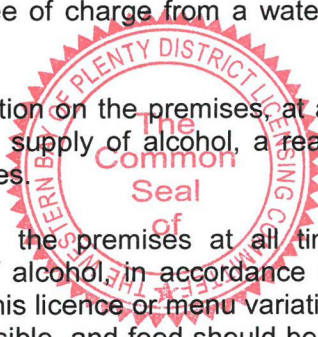 ee of charge from a wate
tion on the premises, at a
supply of alcohol, a rea
es.
the premises at all tim
alcohol, in accordance
his licence or menu variati
sible, and food should be
THE WESTERN BAY OF PLENTY DISTRICT LICENSING COMMITTEE
The
Common
Seal
of